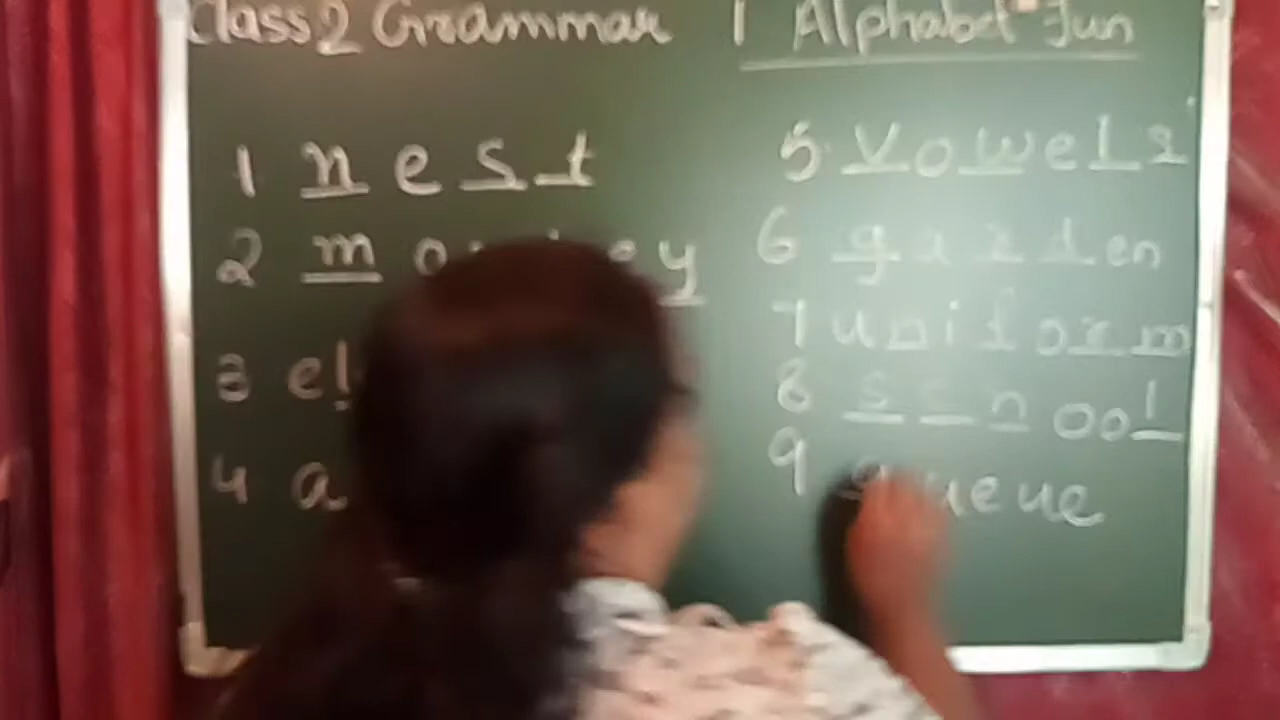 Class 2 Grammar 1 Alphabet Fun
1 nest
2 m y
3 el
4 a
5 vowels
6 garden
7 uniform
8 school
9 queue